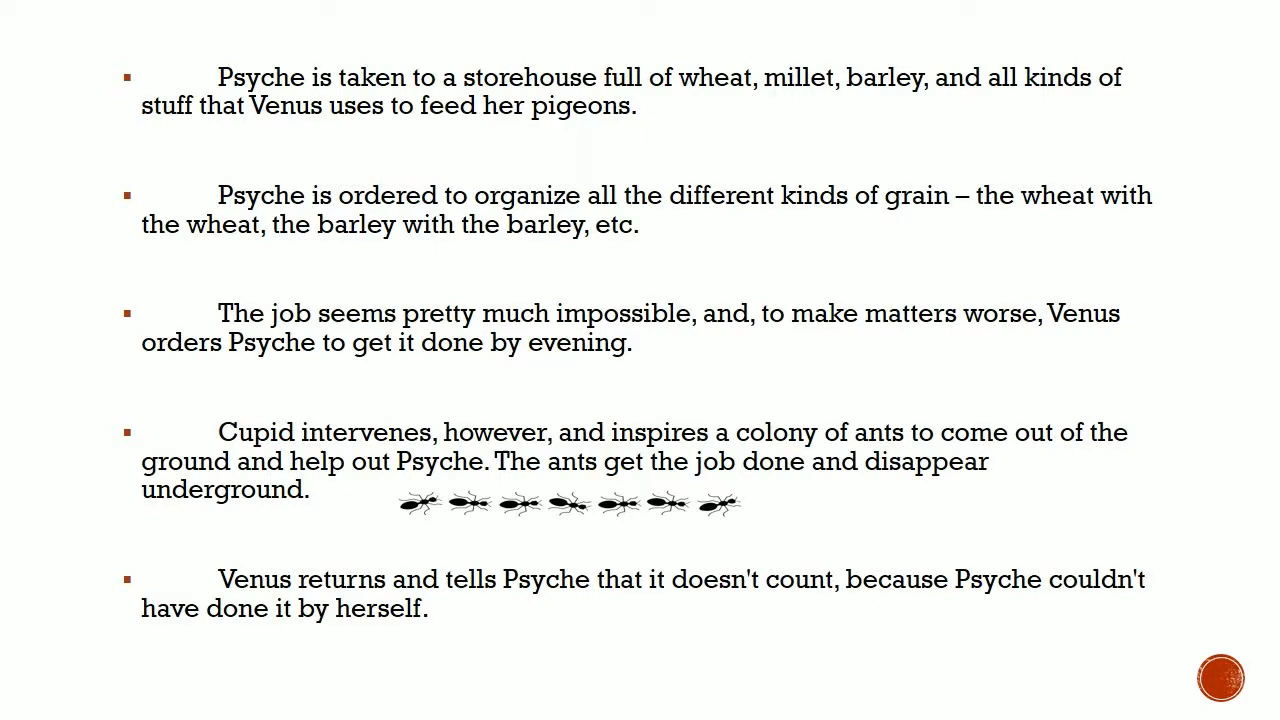 ▪ Psyche is taken to a storehouse full of wheat, millet, barley, and all kinds of
stuff that Venus uses to feed her pigeons.
▪ Psyche is ordered to organize all the different kinds of grain – the wheat with
the wheat, the barley with the barley, etc.
▪ The job seems pretty much impossible, and, to make matters worse, Venus
orders Psyche to get it done by evening.
▪ Cupid intervenes, however, and inspires a colony of ants to come out of the
ground and help out Psyche. The ants get the job done and disappear
underground.
▪ Venus returns and tells Psyche that it doesn't count, because Psyche couldn't
have done it by herself.